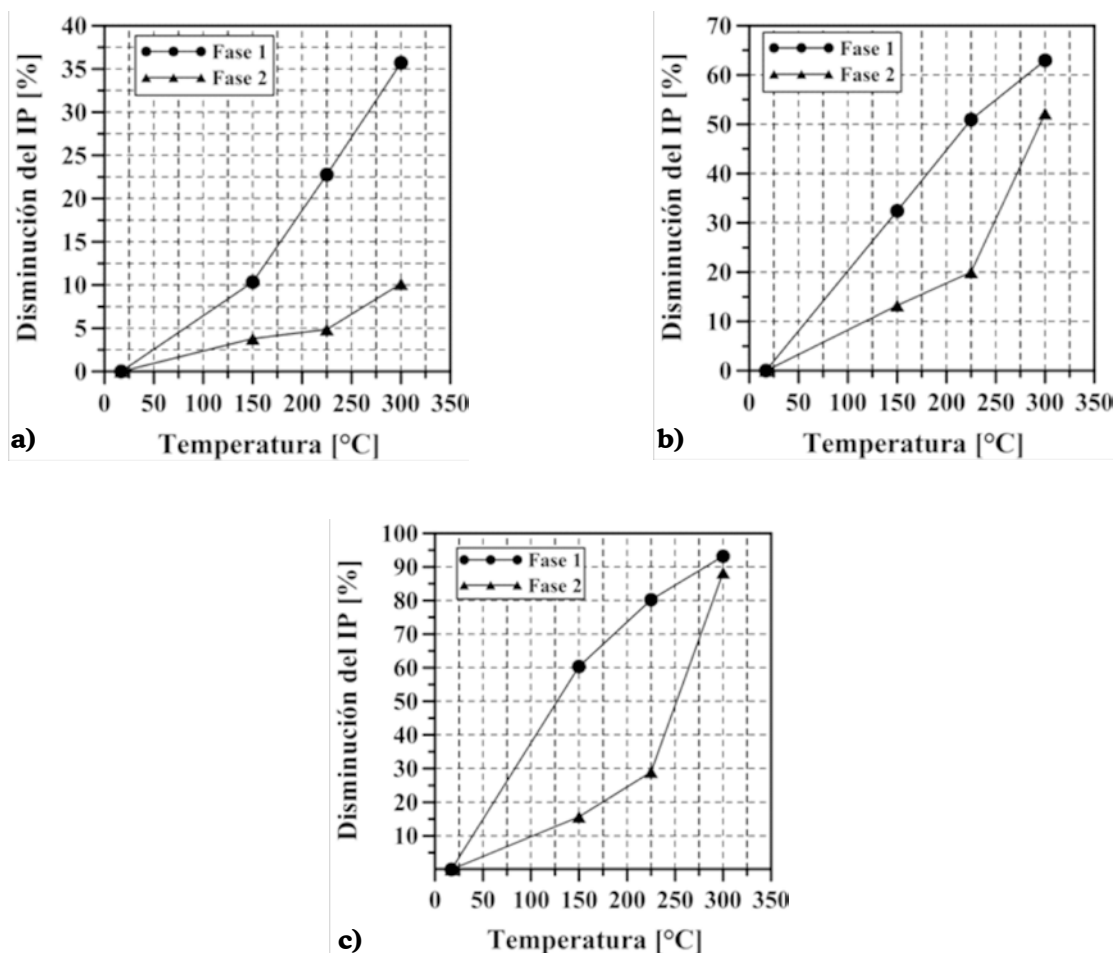 40
35
30
25
20
15
10
5
0
Disminución del IP [%]
Fase 1
Fase 2
0 50 100 150 200 250 300 350
Temperatura [°C]
a)
70
60
50
40
30
20
10
0
Disminución del IP [%]
Fase 1
Fase 2
0 50 100 150 200 250 300 350
Temperatura [°C]
b)
100
90
80
70
60
50
40
30
20
10
Disminución del IP [%]
Fase 1
Fase 2
0 50 100 150 200 250 300 350
Temperatura [°C]
c)